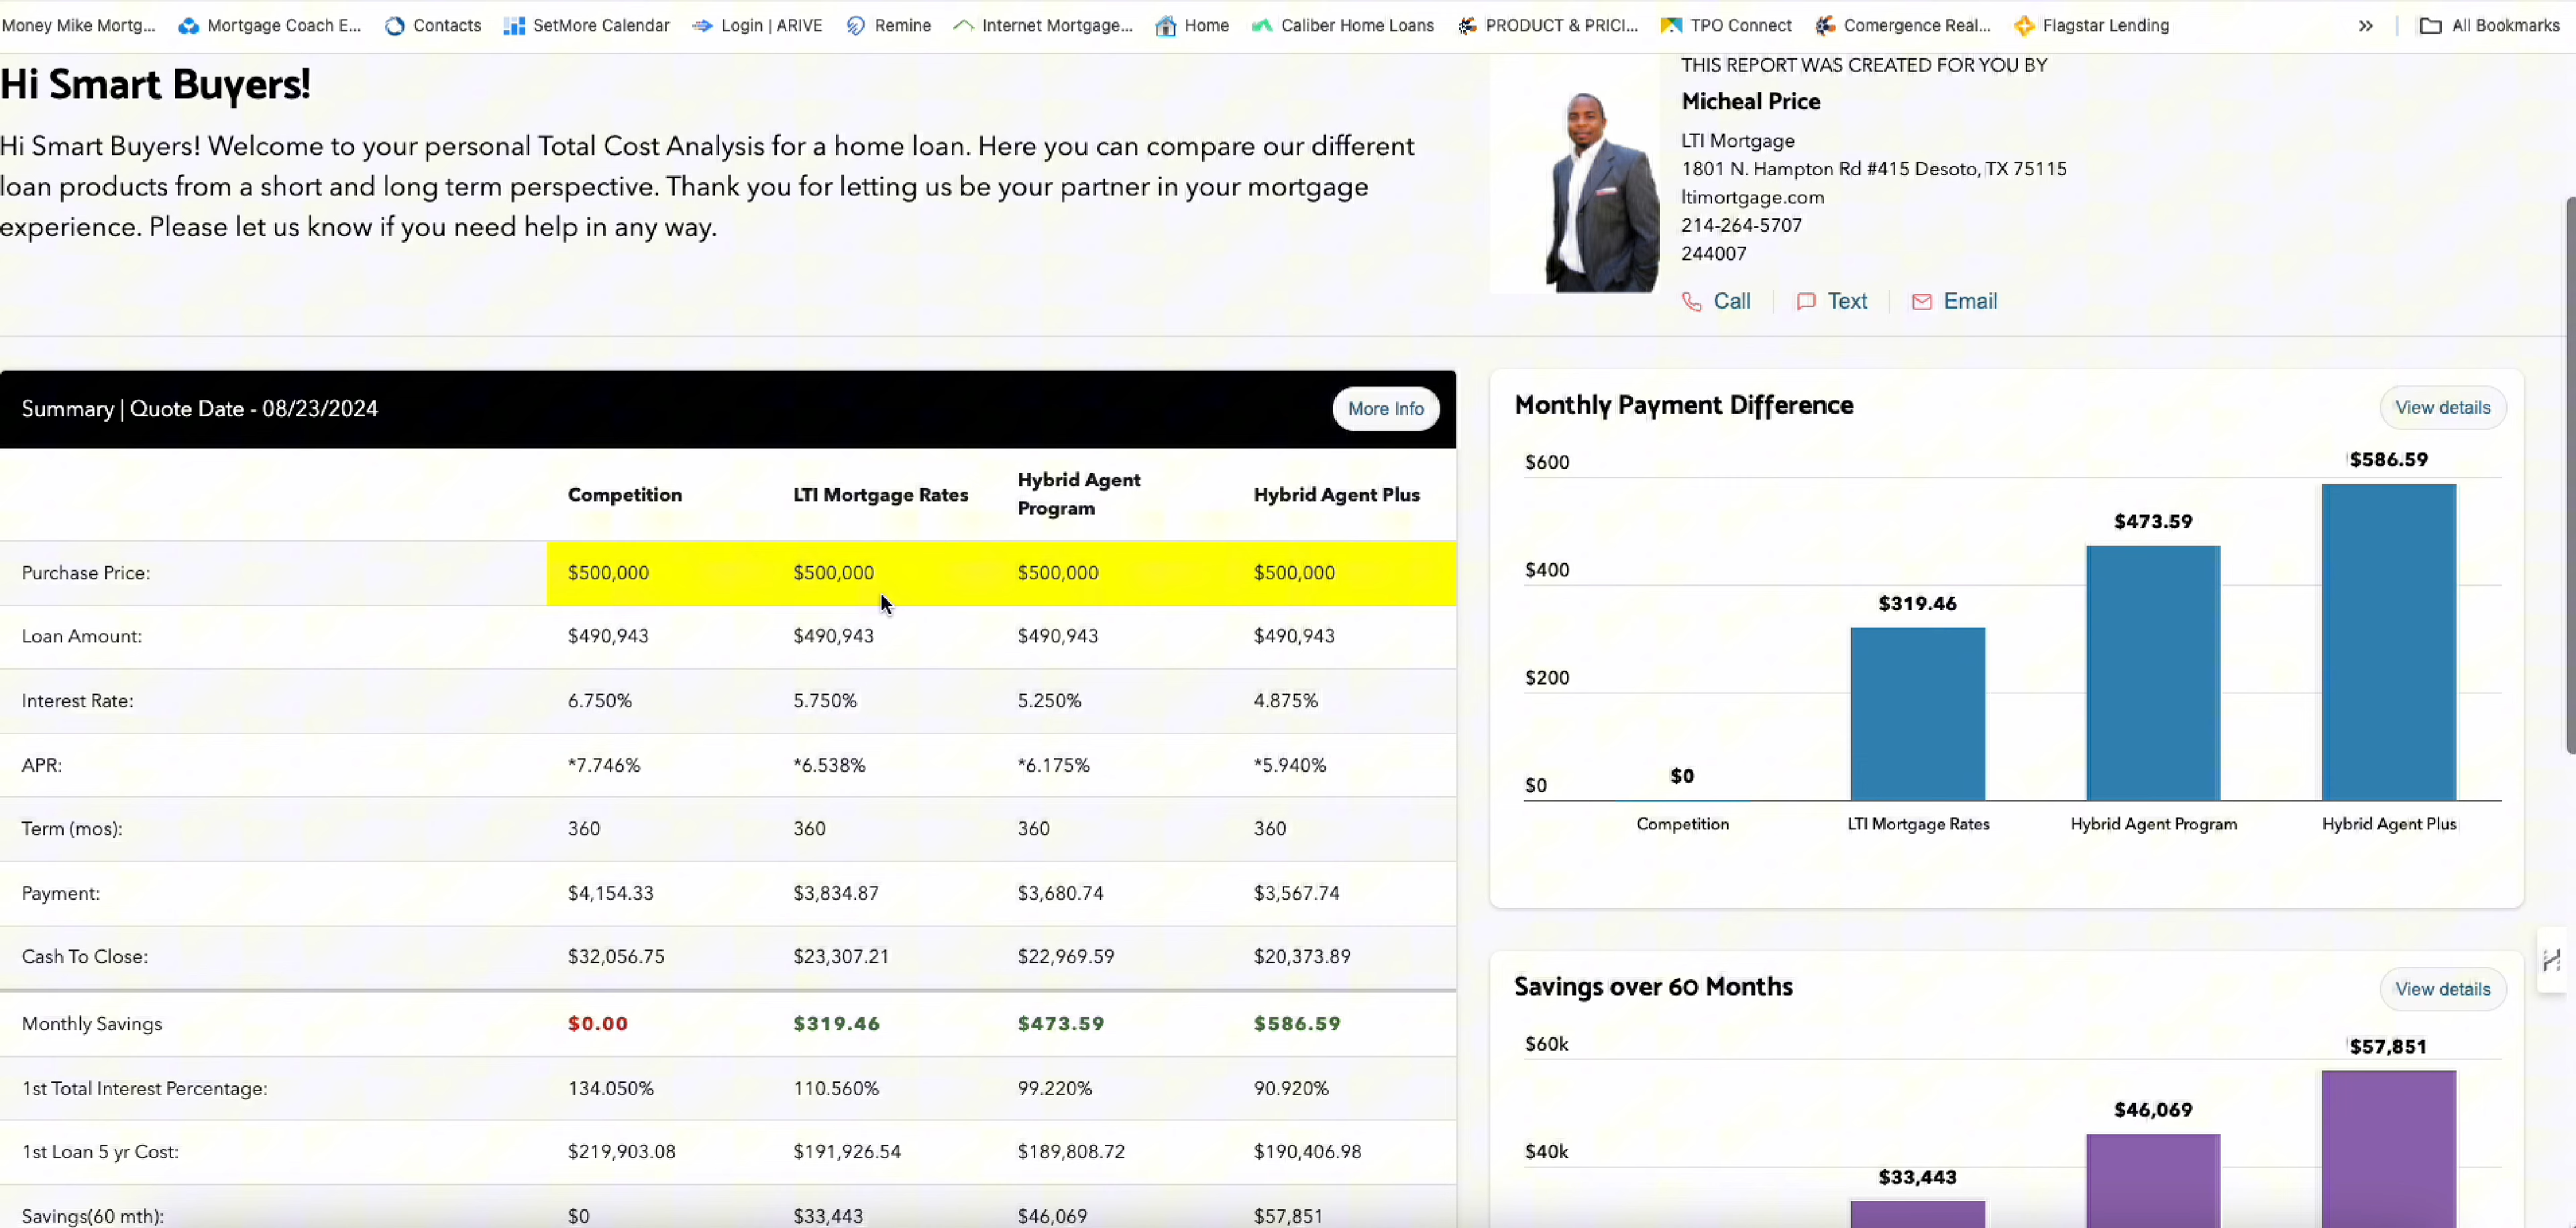 Money Mike Mortg... Mortgage Coach E... Contacts SetMore Calendar Login | ARIVE Remine Internet Mortgage... Home Caliber Home Loans PRODUCT & PRICI... TPO Connect Comergence Real... Flagstar Lending » All Bookmarks
Hi Smart Buyers!
Hi Smart Buyers! Welcome to your personal Total Cost Analysis for a home loan. Here you can compare our different
loan products from a short and long term perspective. Thank you for letting us be your partner in your mortgage
experience. Please let us know if you need help in any way.
THIS REPORT WAS CREATED FOR YOU BY
Micheal Price
LTI Mortgage
1801 N. Hampton Rd #415 Desoto, TX 75115
ltimortgage.com
214-264-5707
244007
Call Text Email
Summary | Quote Date - 08/23/2024 More Info
Competition LTI Mortgage Rates Hybrid Agent Program Hybrid Agent Plus
Purchase Price: $500,000 $500,000 $500,000 $500,000
Loan Amount: $490,943 $490,943 $490,943 $490,943
Interest Rate: 6.750% 5.750% 5.250% 4.875%
APR: *7.746% *6.538% *6.175% *5.940%
Term (mos): 360 360 360 360
Payment: $4,154.33 $3,834.87 $3,680.74 $3,567.74
Cash To Close: $32,056.75 $23,307.21 $22,969.59 $20,373.89
Monthly Savings $0.00 $319.46 $473.59 $586.59
1st Total Interest Percentage: 134.050% 110.560% 99.220% 90.920%
1st Loan 5 yr Cost: $219,903.08 $191,926.54 $189,808.72 $190,406.98
Savings(60 mth): $0 $33,443 $46,069 $57,851
Monthly Payment Difference View details
$600 $586.59
$473.59
$400
$319.46
$200
$0 $0
Competition LTI Mortgage Rates Hybrid Agent Program Hybrid Agent Plus
Savings over 60 Months View details
$60k $57,851
$46,069
$40k
$33,443